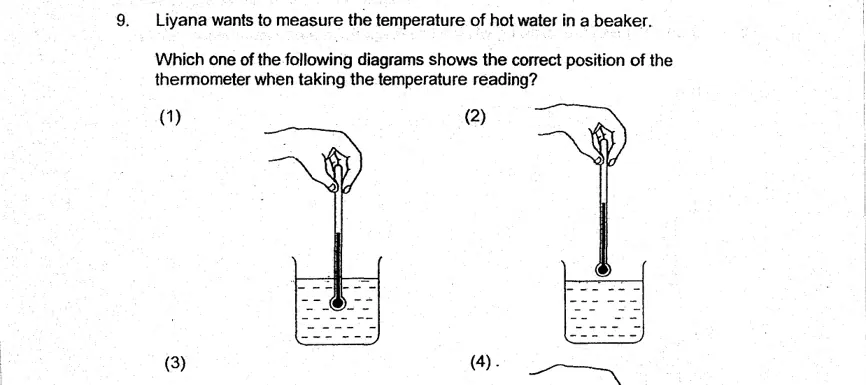 9. Liyana wants to measure the temperature of hot water in a beaker.
Which one of the following diagrams shows the correct position of the
thermometer when taking the temperature reading?
(1) (2)
(3) (4) .